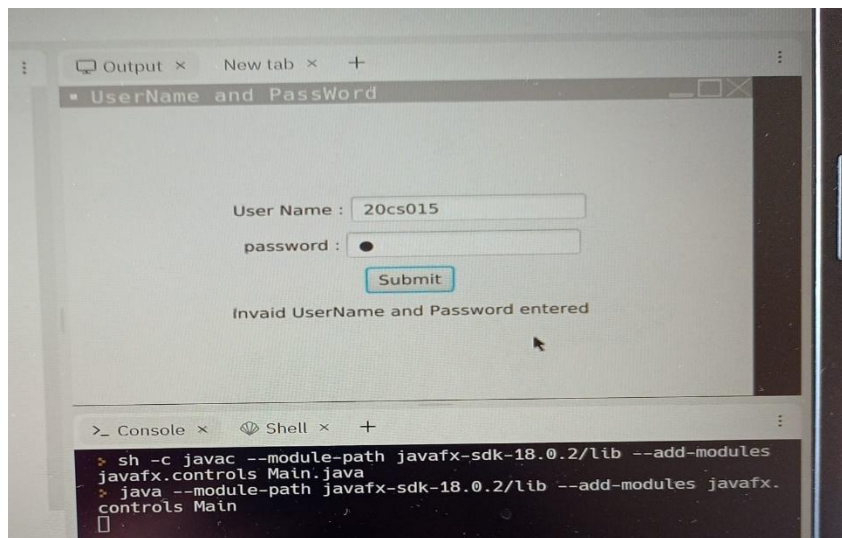 Output × New tab × +
UserName and PassWord
User Name : 20cs015
password : ●
Submit
Invaid UserName and Password entered
>_ Console × Shell × +
> sh -c javac --module-path javafx-sdk-18.0.2/lib --add-modules
javafx.controls Main.java
> java --module-path javafx-sdk-18.0.2/lib --add-modules javafx.
controls Main